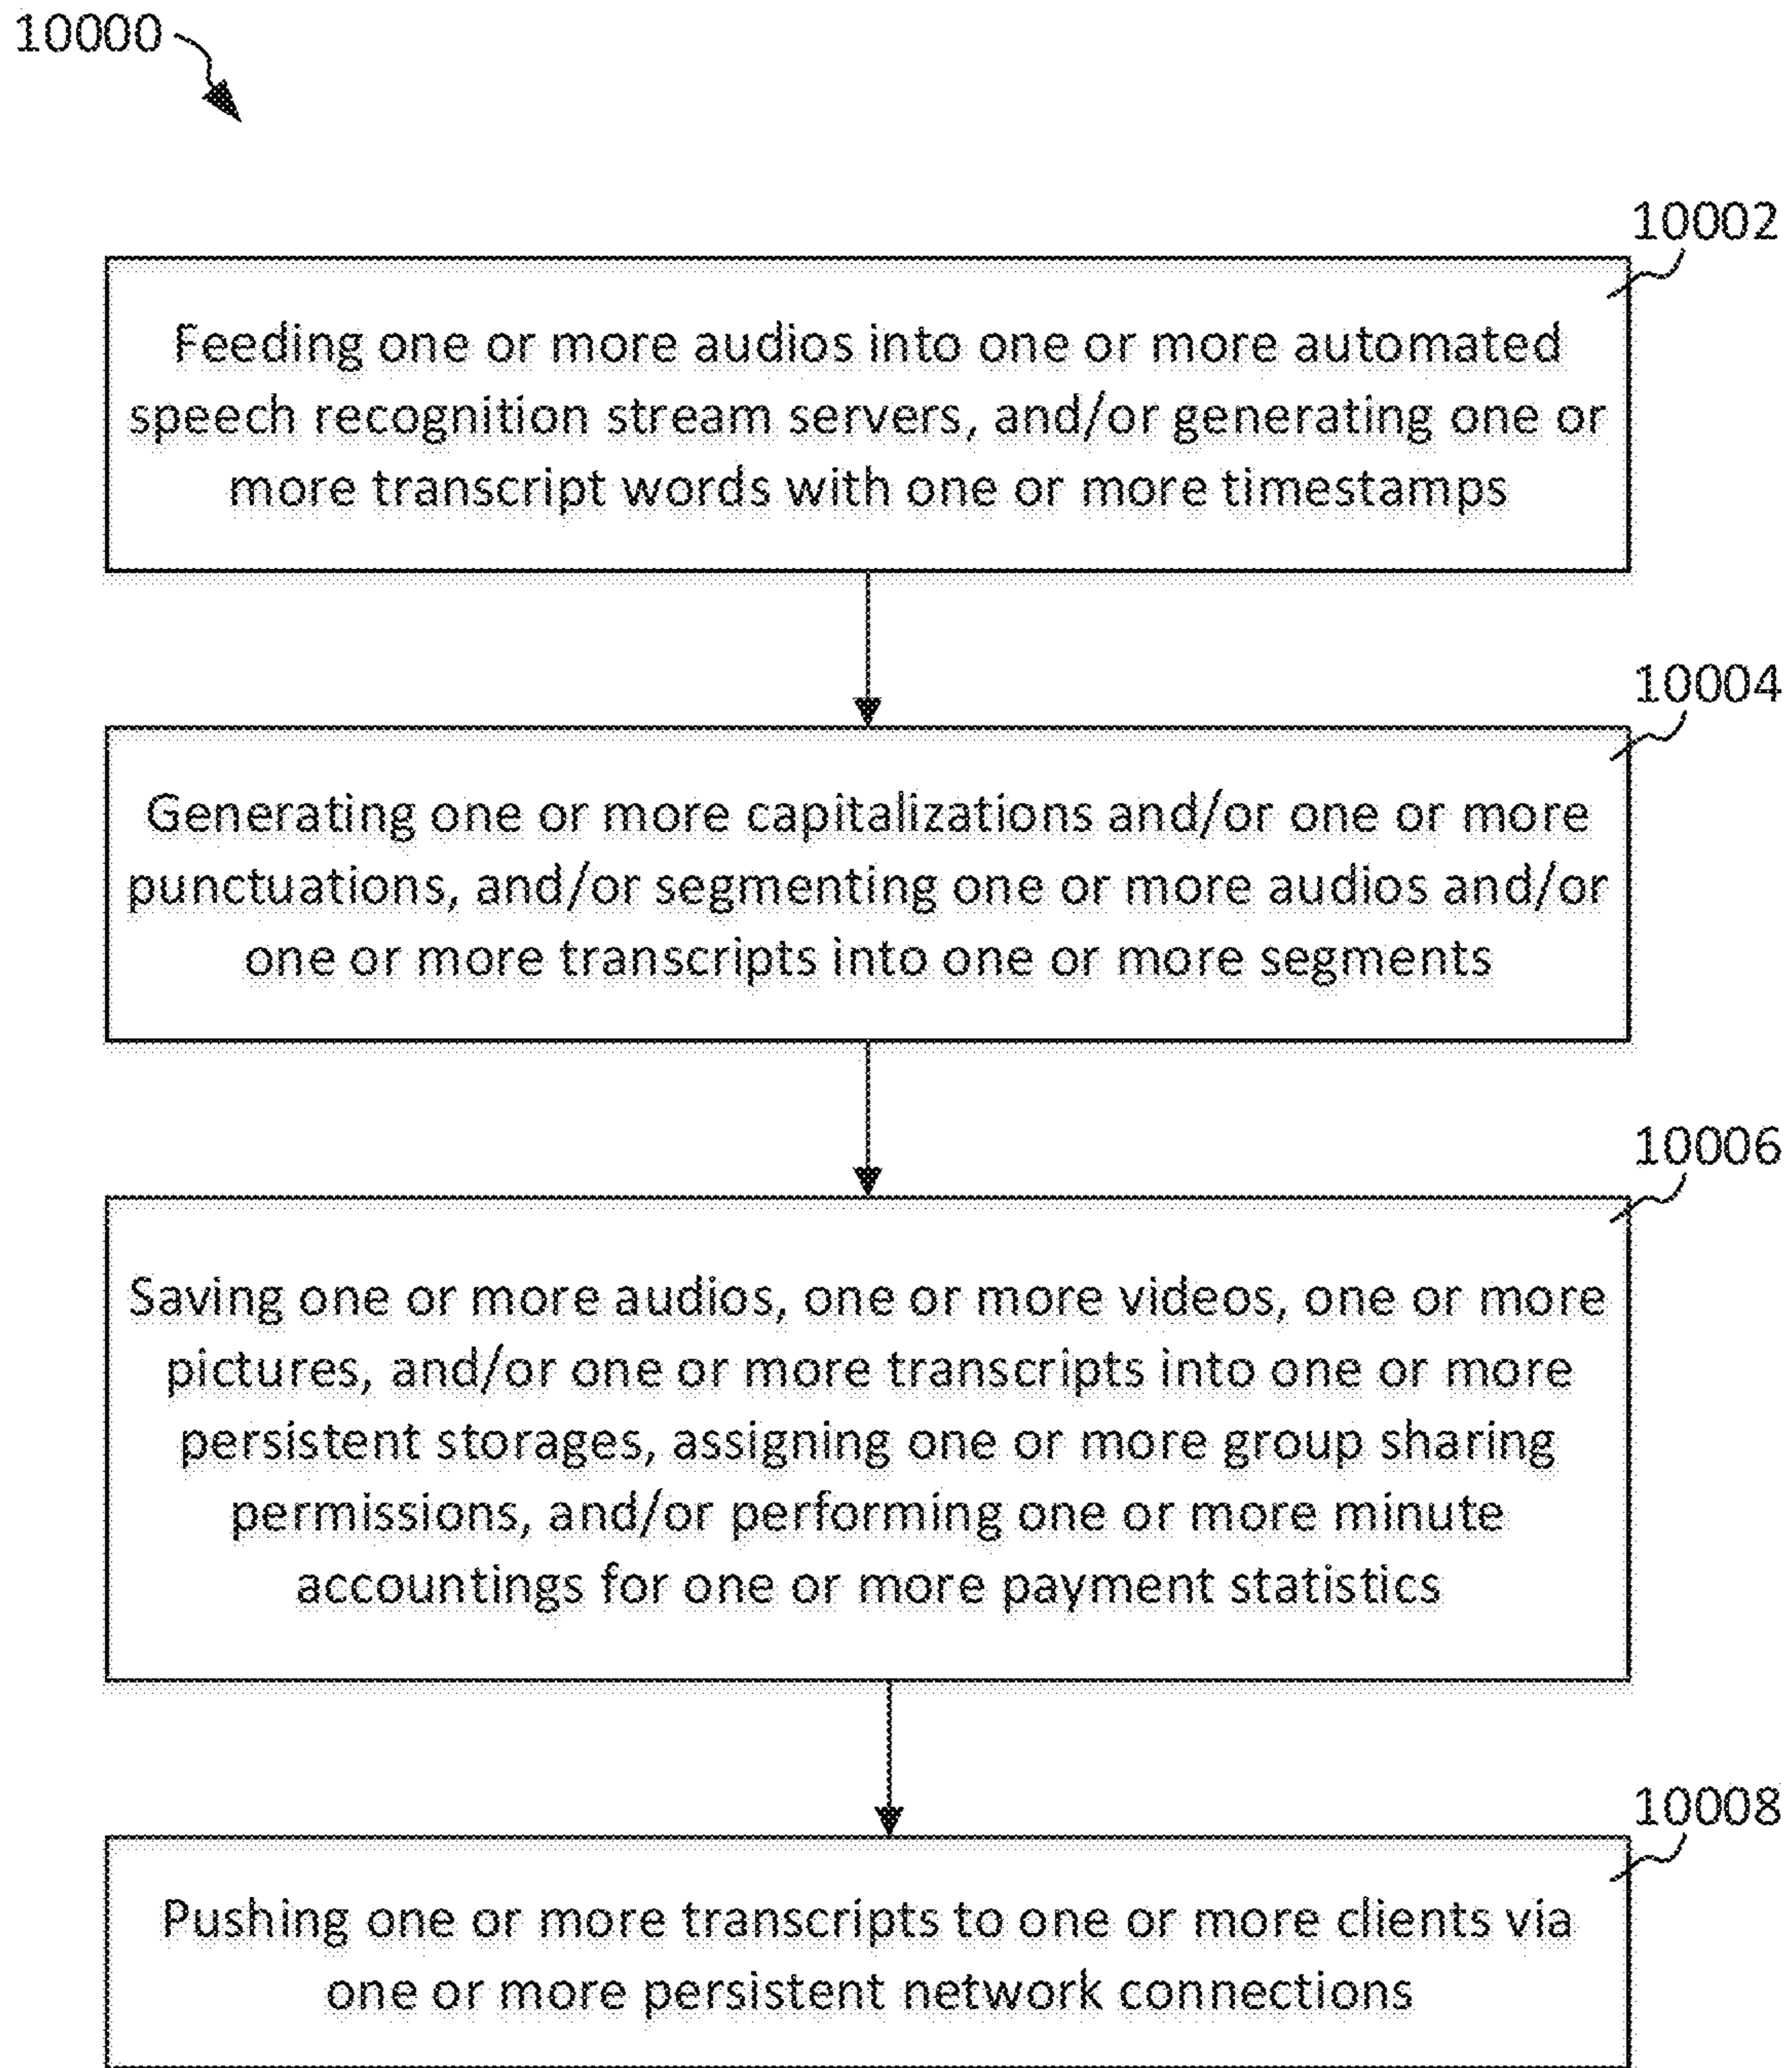 10000
10002
Feeding one or more audios into one or more automated
speech recognition stream servers, and/or generating one or
more transcript words with one or more timestamps
10004
Generating one or more capitalizations and/or one or more
punctuations, and/or segmenting one or more audios and/or
one or more transcripts into one or more segments
10006
Saving one or more audios, one or more videos, one or more
pictures, and/or one or more transcripts into one or more
persistent storages, assigning one or more group sharing
permissions, and/or performing one or more minute
accountings for one or more payment statistics
10008
Pushing one or more transcripts to one or more clients via
one or more persistent network connections